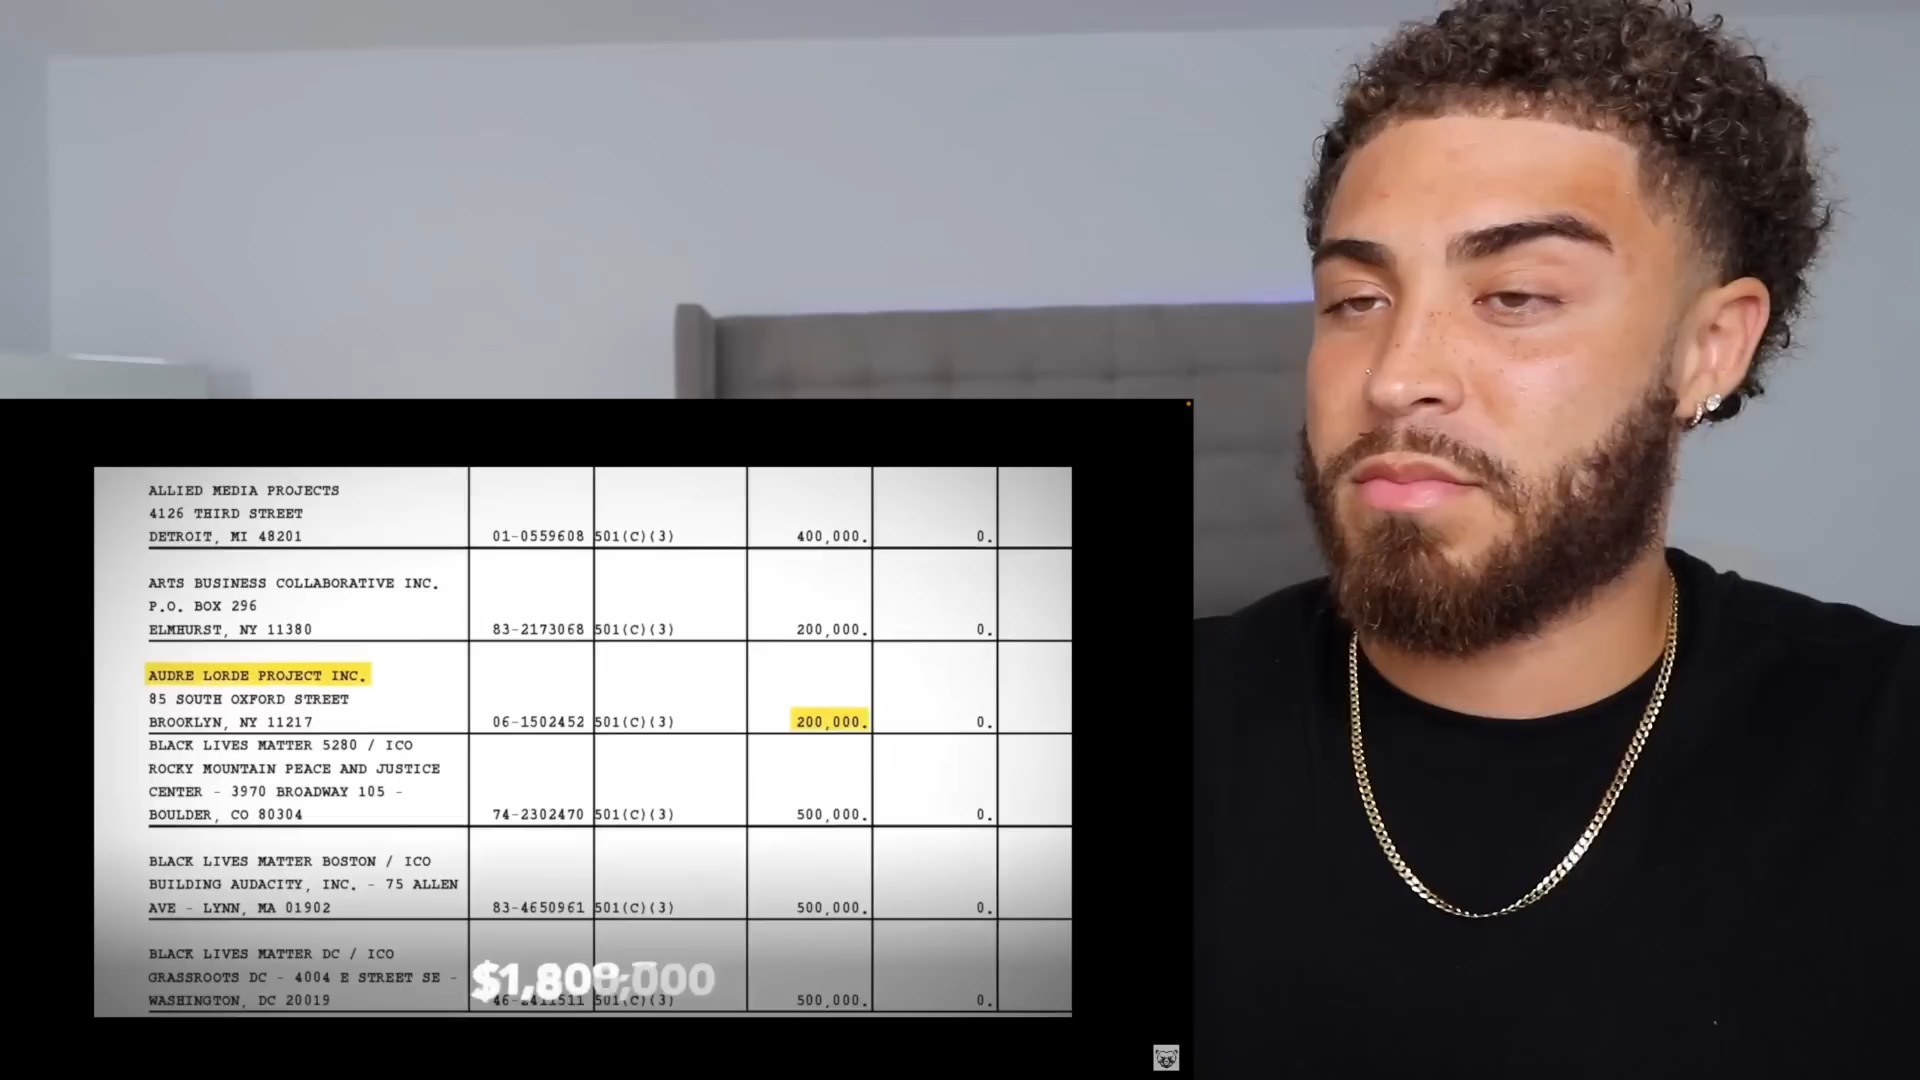 ALLIED MEDIA PROJECTS
4126 THIRD STREET
DETROIT, MI 48201 01-0559608 501(C)(3) 400,000. 0.
ARTS BUSINESS COLLABORATIVE INC.
P.O. BOX 296
ELMHURST, NY 11380 83-2173068 501(C)(3) 200,000. 0.
AUDRE LORDE PROJECT INC.
85 SOUTH OXFORD STREET
BROOKLYN, NY 11217 06-1502452 501(C)(3) 200,000. 0.
BLACK LIVES MATTER 5280 / ICO
ROCKY MOUNTAIN PEACE AND JUSTICE
CENTER - 3970 BROADWAY 105 -
BOULDER, CO 80304 74-2302470 501(C)(3) 500,000. 0.
BLACK LIVES MATTER BOSTON / ICO
BUILDING AUDACITY, INC. - 75 ALLEN
AVE - LYNN, MA 01902 83-4650961 501(C)(3) 500,000. 0.
BLACK LIVES MATTER DC / ICO
GRASSROOTS DC - 4004 E STREET SE -
WASHINGTON, DC 20019 501(C)(3) 500,000. 0.